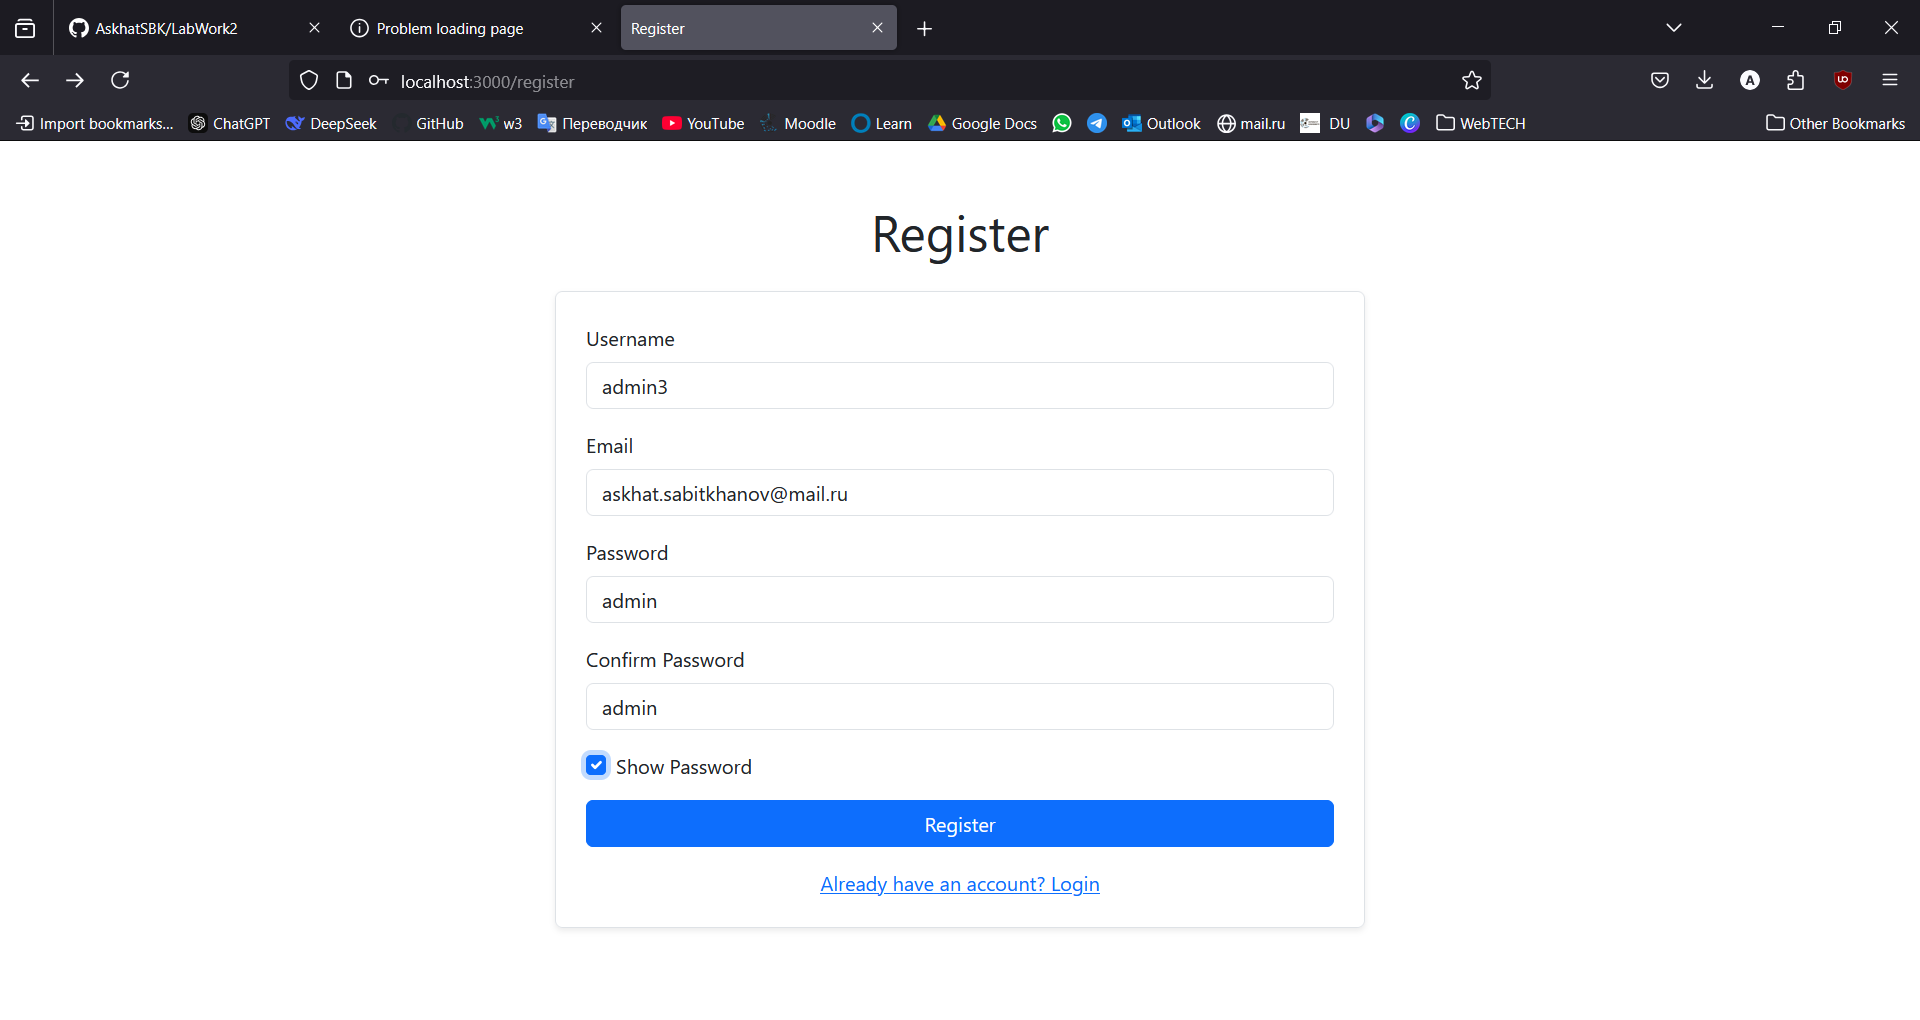 AskhatSBK/LabWork2
Problem loading page
Register
localhost:3000/register
Import bookmarks...
ChatGPT
DeepSeek
GitHub
w3
Переводчик
YouTube
Moodle
Learn
Google Docs
Outlook
mail.ru
DU
WebTECH
Other Bookmarks
Register
Username
admin3
Email
askhat.sabitkhanov@mail.ru
Password
admin
Confirm Password
admin
Show Password
Register
Already have an account? Login